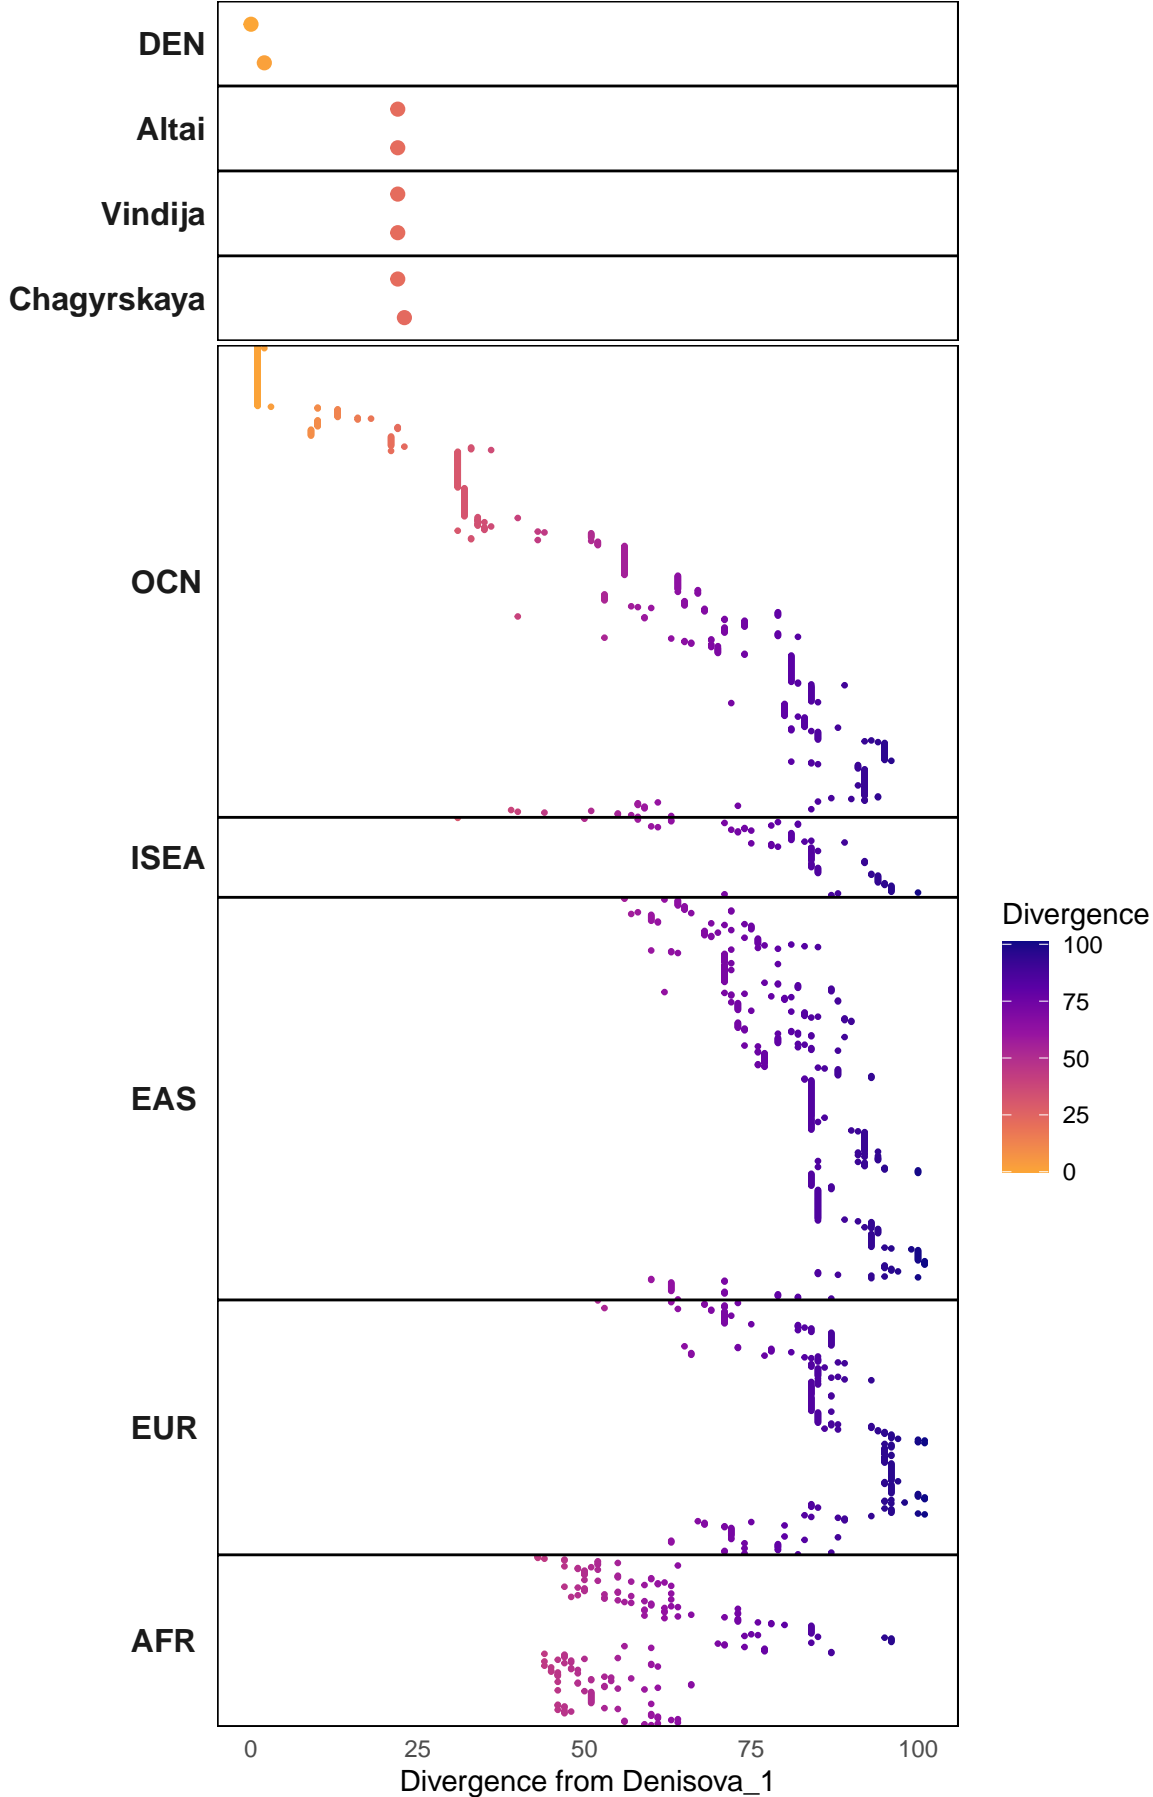 DEN
Altai
Vindija
Chagyrskaya
OCN
ISEA
EAS
EUR
AFR
Divergence
100
75
50
25
0
0 25 50 75 100
Divergence from Denisova_1